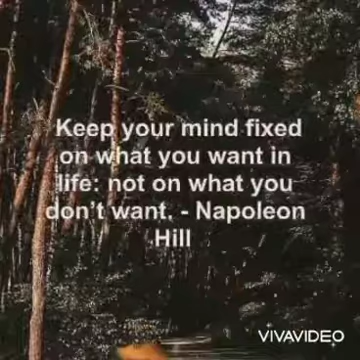 Keep your mind fixed
on what you want in
life: not on what you
don't want. - Napoleon
Hill
VIVAVIDEO